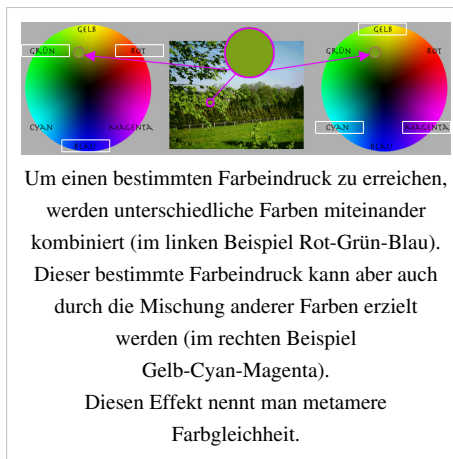 GELB GELB
GRÜN ROT GRÜN ROT
CYAN MAGENTA CYAN MAGENTA
BLAU BLAU
Um einen bestimmten Farbeindruck zu erreichen,
werden unterschiedliche Farben miteinander
kombiniert (im linken Beispiel Rot-Grün-Blau).
Dieser bestimmte Farbeindruck kann aber auch
durch die Mischung anderer Farben erzielt
werden (im rechten Beispiel
Gelb-Cyan-Magenta).
Diesen Effekt nennt man metamere
Farbgleichheit.